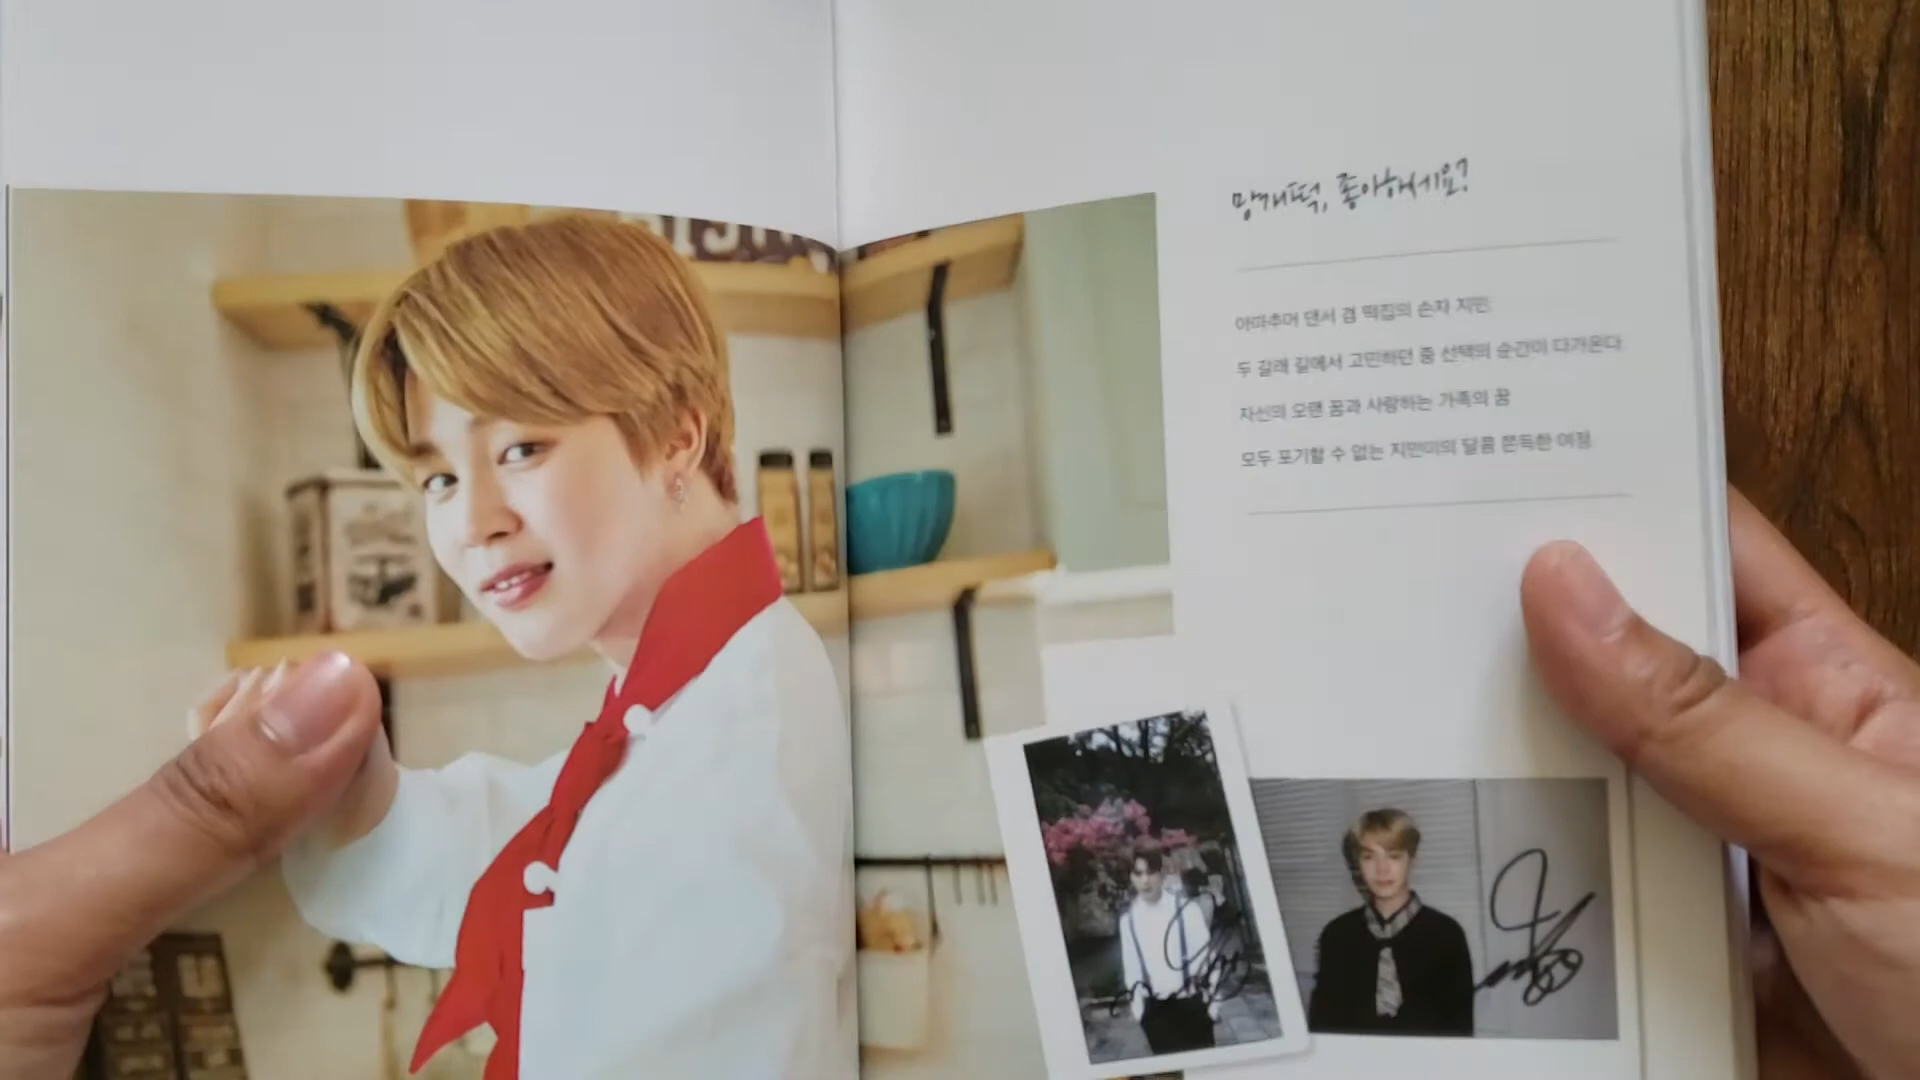 망개떡, 좋아하세요?
아마추어 댄서 겸 떡집의 손자 지민
두 갈래 길에서 고민하던 중 선택의 순간이 다가온다
자신의 오랜 꿈과 사랑하는 가족의 꿈
모두 포기할 수 없는 지민이의 달콤 쫀득한 여정